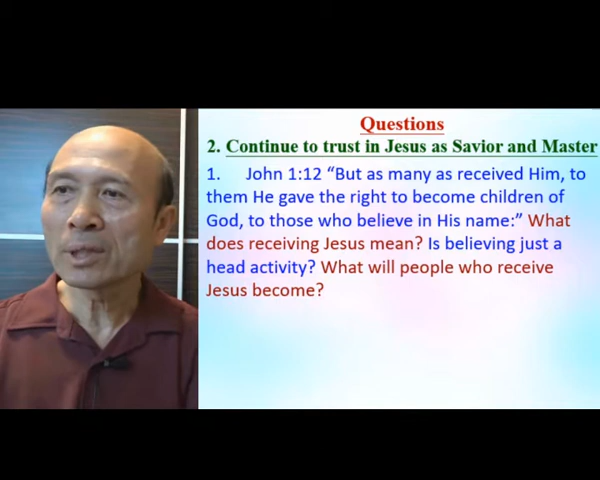 Questions
2. Continue to trust in Jesus as Savior and Master
1. John 1:12 “But as many as received Him, to
them He gave the right to become children of
God, to those who believe in His name:” What
does receiving Jesus mean? Is believing just a
head activity? What will people who receive
Jesus become?